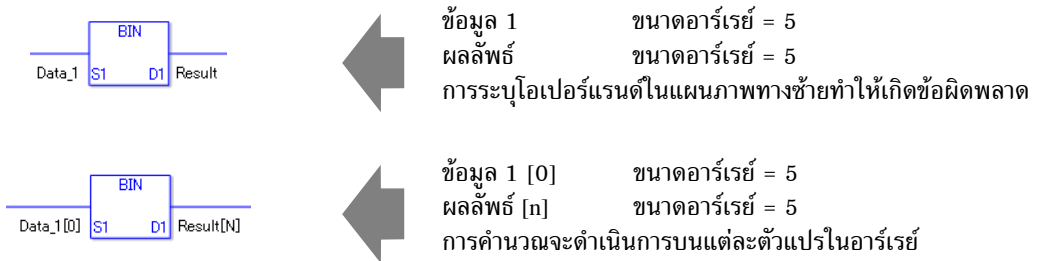 BIN
Data_1 S1 D1 Result
ข้อมูล 1 ขนาดอาร์เรย์ = 5
ผลลัพธ์ ขนาดอาร์เรย์ = 5
การระบุโอเปอร์แรนด์ในแผนภาพทางซ้ายทำให้เกิดข้อผิดพลาด
BIN
Data_1[0] S1 D1 Result[N]
ข้อมูล 1 [0] ขนาดอาร์เรย์ = 5
ผลลัพธ์ [n] ขนาดอาร์เรย์ = 5
การคำนวณจะดำเนินการบนแต่ละตัวแปรในอาร์เรย์